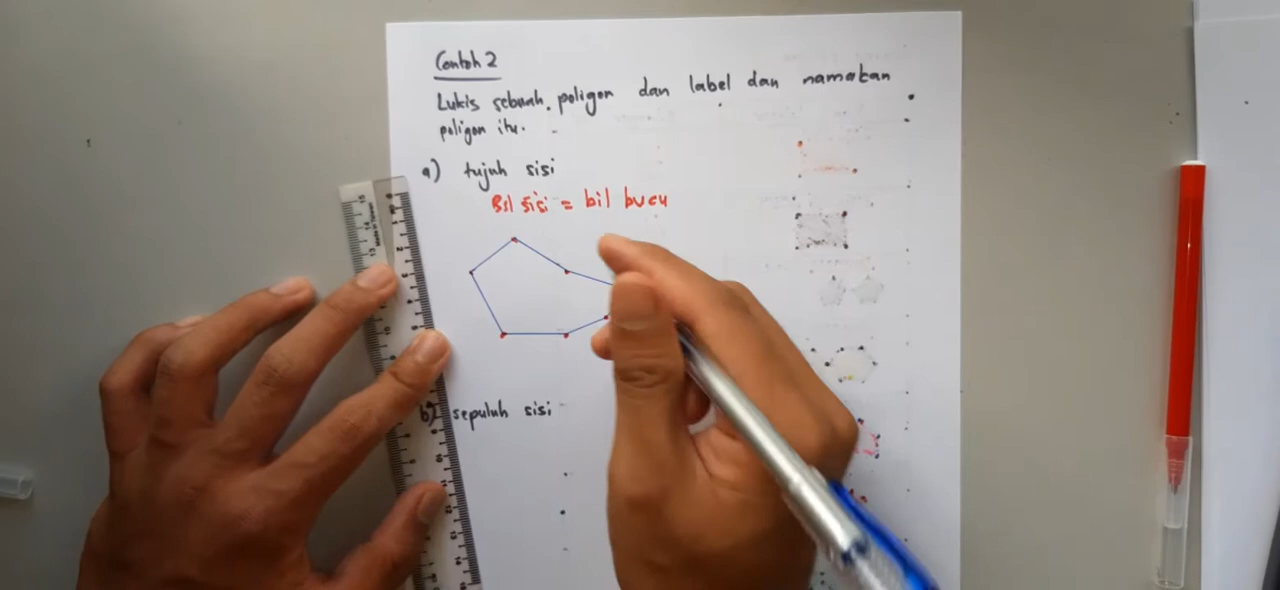 Contoh 2
Lukis sebuah poligon dan label dan namakan
poligon itu.
a) tujuh sisi
Bil sisi = bil bucu
b) sepuluh sisi